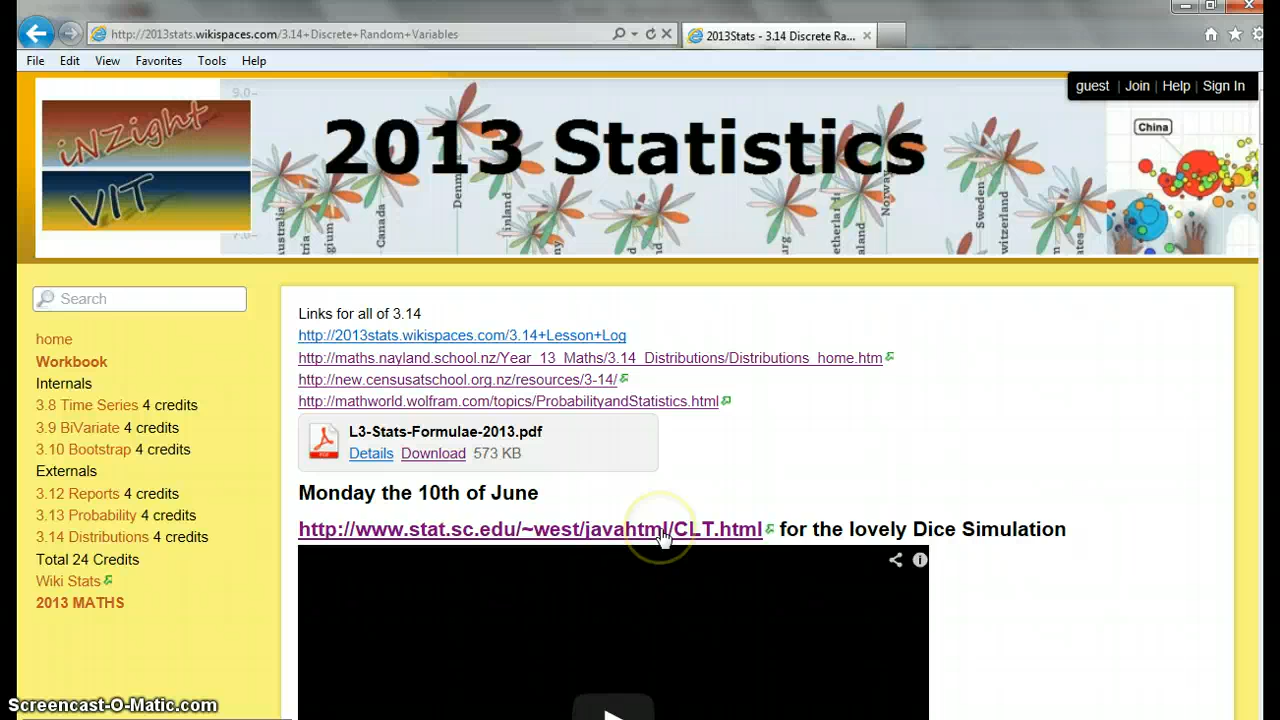 http://2013stats.wikispaces.com/3.14+Discrete+Random+Variables
2013Stats - 3.14 Discrete Ra...
File Edit View Favorites Tools Help
guest | Join | Help | Sign In
iNZight
VIT
9.0
2013 Statistics
China
Australia
Canada
Norway
Sweden
Search
home
Workbook
Internals
3.8 Time Series 4 credits
3.9 BiVariate 4 credits
3.10 Bootstrap 4 credits
Externals
3.12 Reports 4 credits
3.13 Probability 4 credits
3.14 Distributions 4 credits
Total 24 Credits
Wiki Stats
2013 MATHS
Links for all of 3.14
http://2013stats.wikispaces.com/3.14+Lesson+Log
http://maths.nayland.school.nz/Year_13_Maths/3.14_Distributions/Distributions_home.htm
http://new.censusatschool.org.nz/resources/3-14/
http://mathworld.wolfram.com/topics/ProbabilityandStatistics.html
L3-Stats-Formulae-2013.pdf
Details Download 573 KB
Monday the 10th of June
http://www.stat.sc.edu/~west/javahtml/CLT.html for the lovely Dice Simulation
Screencast-O-Matic.com